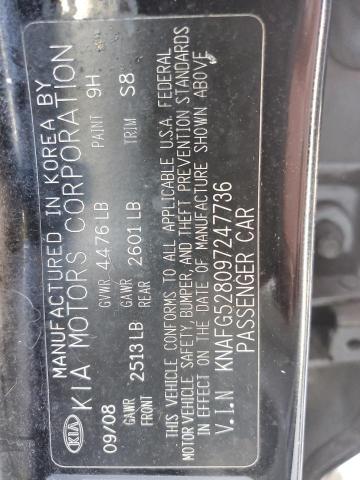 MANUFACTURED IN KOREA BY
KIA KIA MOTORS CORPORATION
09/08 GVWR 4476 LB PAINT 9H
GAWR FRONT 2513 LB GAWR REAR 2601 LB TRIM S8
THIS VEHICLE CONFORMS TO ALL APPLICABLE U.S.A. FEDERAL
MOTOR VEHICLE SAFETY, BUMPER, AND THEFT PREVENTION STANDARDS
IN EFFECT ON THE DATE OF MANUFACTURE SHOWN ABOVE
V.I.N KNAFG528097247736
PASSENGER CAR